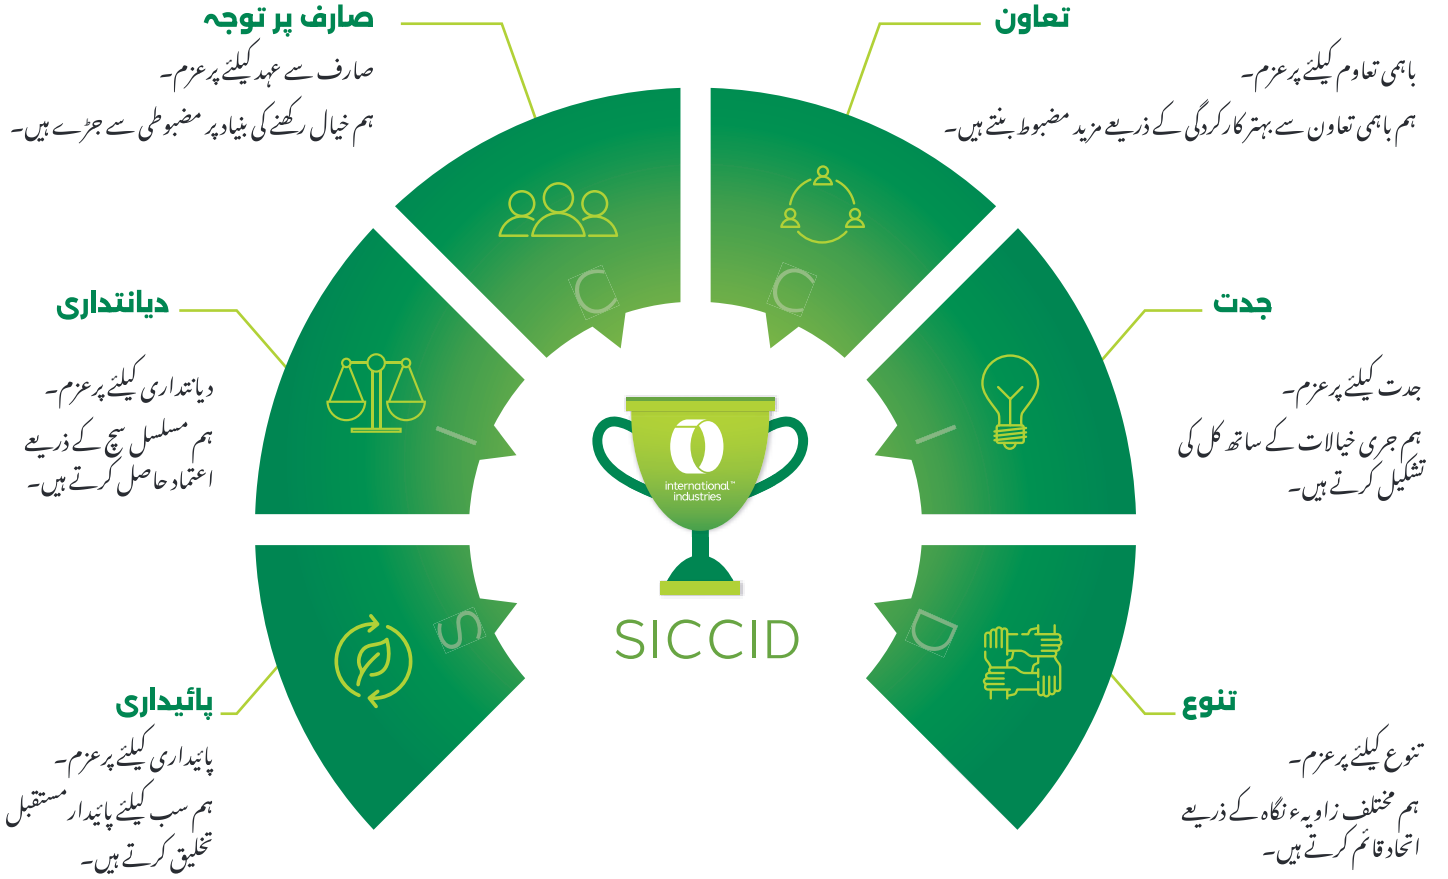 صارف پر توجہ
صارف سے عہد کیلئے پرعزم۔
ہم خیال رکھنے کی بنیاد پر مضبوطی سے جڑے ہیں۔
تعاون
باہمی تعاوم کیلئے پرعزم۔
ہم باہمی تعاون سے بہتر کارکردگی کے ذریعے مزید مضبوط بنتے ہیں۔
دیانتداری
دیانتداری کیلئے پرعزم۔
ہم مسلسل سچ کے ذریعے
اعتماد حاصل کرتے ہیں۔
جدت
جدت کیلئے پرعزم۔
ہم جری خیالات کے ساتھ کل کی
تشکیل کرتے ہیں۔
پائیداری
پائیداری کیلئے پرعزم۔
ہم سب کیلئے پائیدار مستقبل
تخلیق کرتے ہیں۔
تنوع
تنوع کیلئے پرعزم۔
ہم مختلف زاویہء نگاہ کے ذریعے
اتحاد قائم کرتے ہیں۔
S
I
C
C
I
D
international™
industries
SICCID